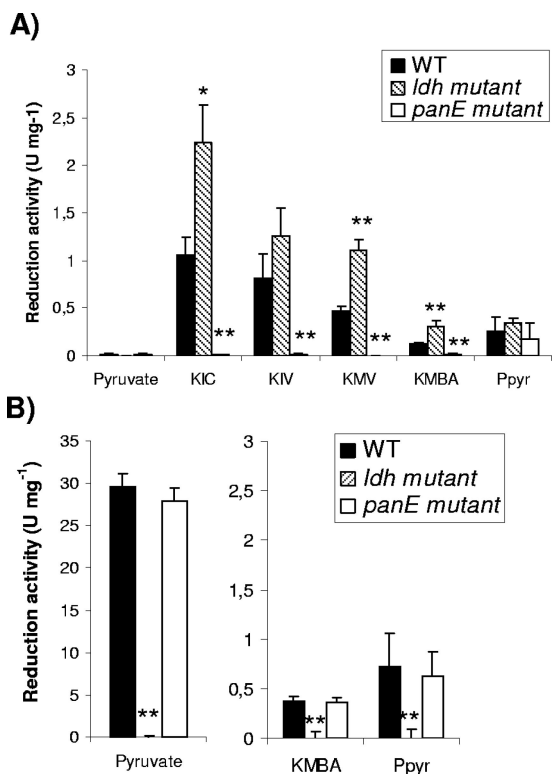 A)
3
2,5
2
1,5
1
0,5
0
Reduction activity (U mg-1)
WT
ldh mutant
panE mutant
*
**
**
**
**
**
**
Pyruvate KIC KIV KMV KMBA Ppyr
B)
35
30
25
20
15
10
5
0
Reduction activity (U mg-1)
**
Pyruvate
3
2,5
2
1,5
1
0,5
0
WT
ldh mutant
panE mutant
**
**
KMBA Ppyr